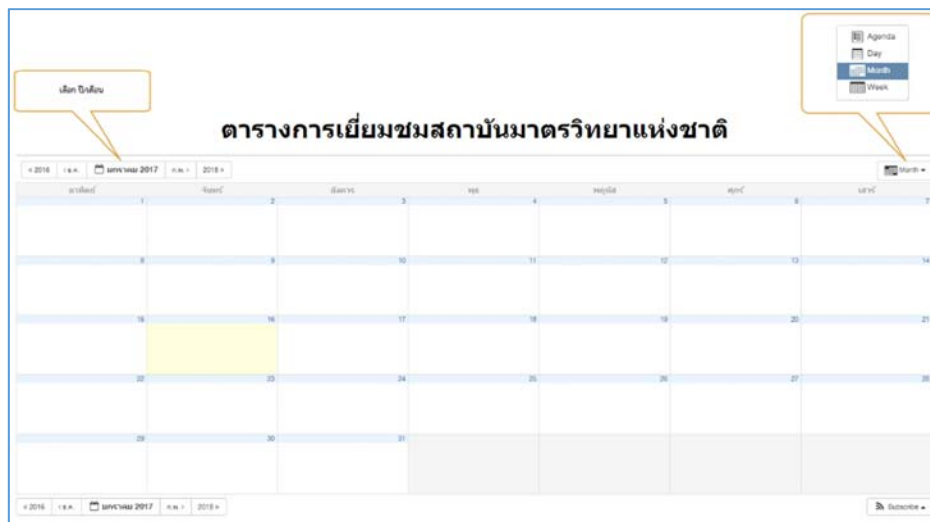 Agenda
Day
Month
Week
เลือก ปี/เดือน
ตารางการเยี่ยมชมสถาบันมาตรวิทยาแห่งชาติ
< 2016 ‹ ธ.ค. มกราคม 2017 ก.พ. › 2018 »
Month
อาทิตย์ จันทร์ อังคาร พุธ พฤหัส ศุกร์ เสาร์
1 2 3 4 5 6 7
8 9 10 11 12 13 14
15 16 17 18 19 20 21
22 23 24 25 26 27 28
29 30 31
« 2016 ‹ ธ.ค. มกราคม 2017 ก.พ. › 2018 »
Subscribe